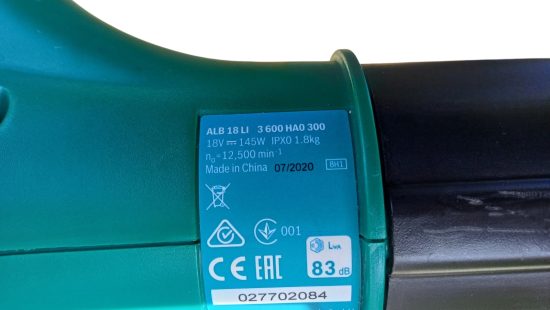 ALB 18 LI 3 600 HA0 300
18V ⎓ 145W IPX0 1.8kg
n₀ = 12,500 min⁻¹
Made in China 07/2020 BH1
001
CE EAC LWA
83 dB
027702084